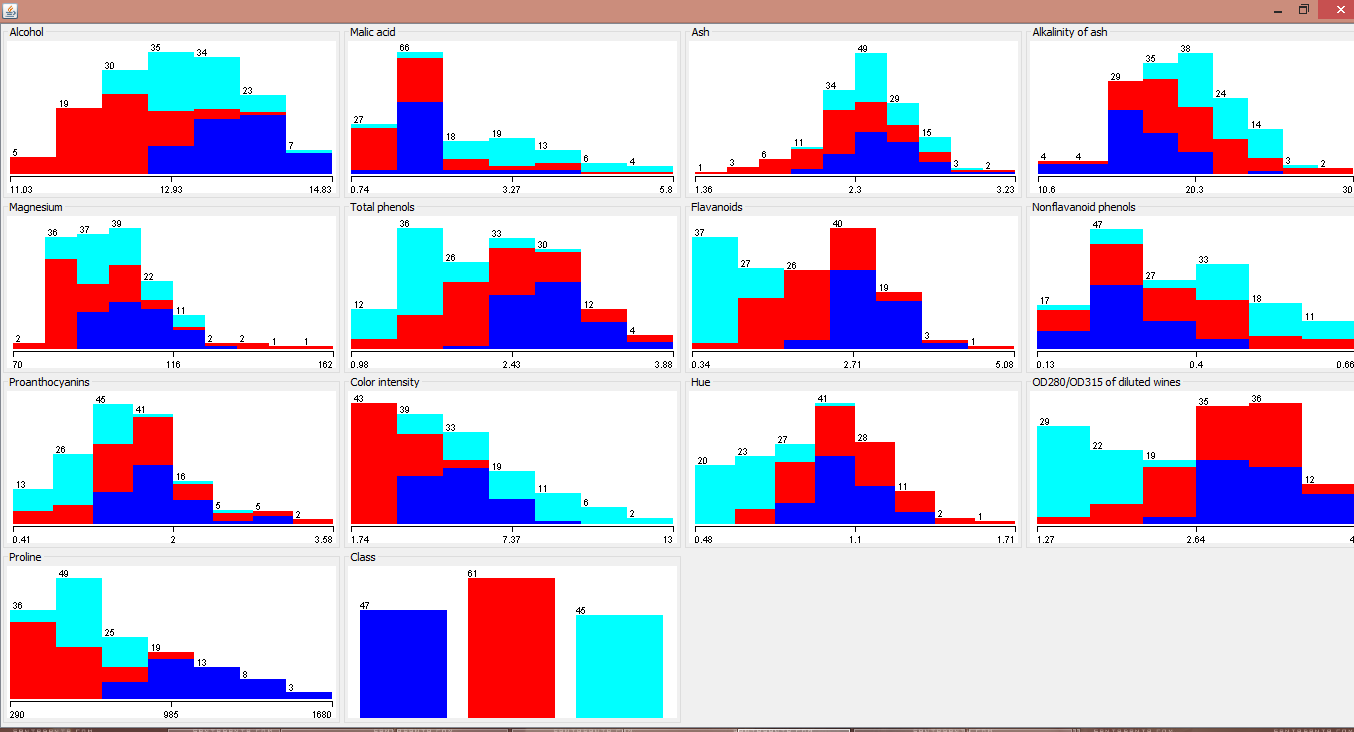 Alcohol Malic acid Ash Alkalinity of ash
5 19 30 35 34 23 7
27 66 18 19 13 6 4
1 3 6 11 34 49 29 15 3 2
4 4 29 35 38 24 14 3 2
11.03 12.93 14.83 0.74 3.27 5.8 1.36 2.3 3.23 10.6 20.3 30
Magnesium Total phenols Flavanoids Nonflavanoid phenols
2 36 37 39 22 11 2 2 1 1
12 36 26 33 30 12 4
37 27 26 40 19 3 1
17 47 27 33 18 11
70 116 162 0.98 2.43 3.88 0.34 2.71 5.08 0.13 0.4 0.66
Proanthocyanins Color intensity Hue OD280/OD315 of diluted wines
13 26 45 41 16 5 5 2
43 39 33 19 11 6 2
20 23 27 41 28 11 2 1
29 22 19 35 36 12
0.41 2 3.58 1.74 7.37 13 0.48 1.1 1.71 1.27 2.64 4
Proline Class
36 49 25 19 13 8 3
47 61 45
290 985 1680